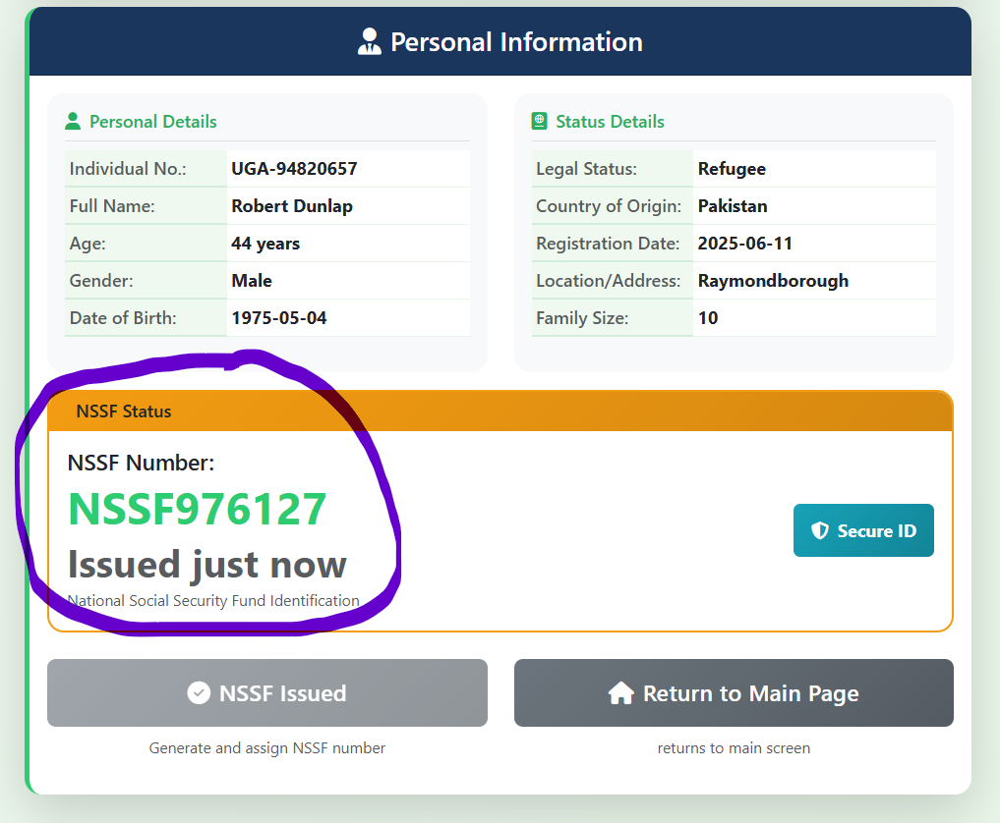 Personal Information
Personal Details
Individual No.: UGA-94820657
Full Name: Robert Dunlap
Age: 44 years
Gender: Male
Date of Birth: 1975-05-04
Status Details
Legal Status: Refugee
Country of Origin: Pakistan
Registration Date: 2025-06-11
Location/Address: Raymondborough
Family Size: 10
NSSF Status
NSSF Number:
NSSF976127
Issued just now
National Social Security Fund Identification
Secure ID
NSSF Issued
Generate and assign NSSF number
Return to Main Page
returns to main screen